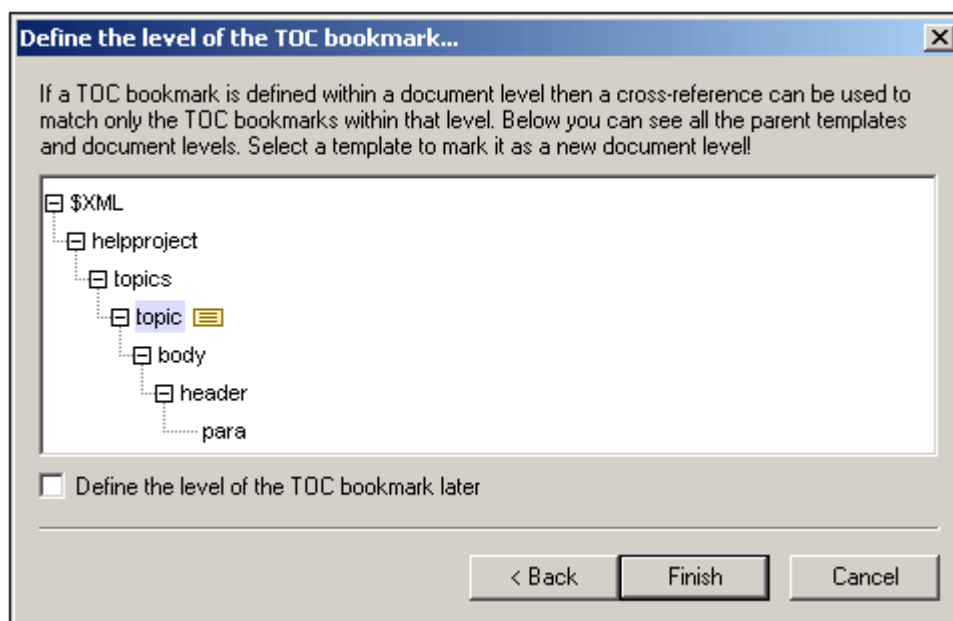 Define the level of the TOC bookmark...
If a TOC bookmark is defined within a document level then a cross-reference can be used to
match only the TOC bookmarks within that level. Below you can see all the parent templates
and document levels. Select a template to mark it as a new document level!
$XML
helpproject
topics
topic
body
header
para
Define the level of the TOC bookmark later
< Back Finish Cancel